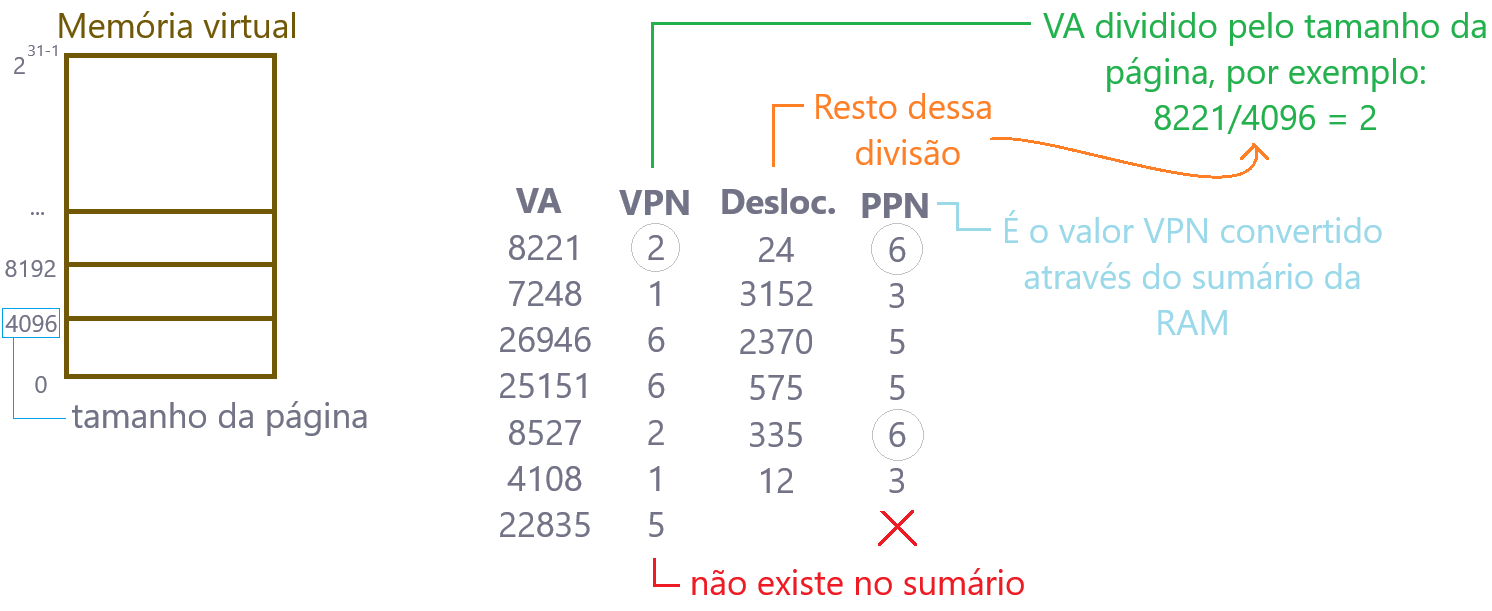 Memória virtual
2^31-1
...
8192
4096
0
tamanho da página
VA dividido pelo tamanho da
página, por exemplo:
8221/4096 = 2
Resto dessa
divisão
VA VPN Desloc. PPN
8221 2 24 6
7248 1 3152 3
26946 6 2370 5
25151 6 575 5
8527 2 335 6
4108 1 12 3
22835 5
É o valor VPN convertido
através do sumário da
RAM
não existe no sumário